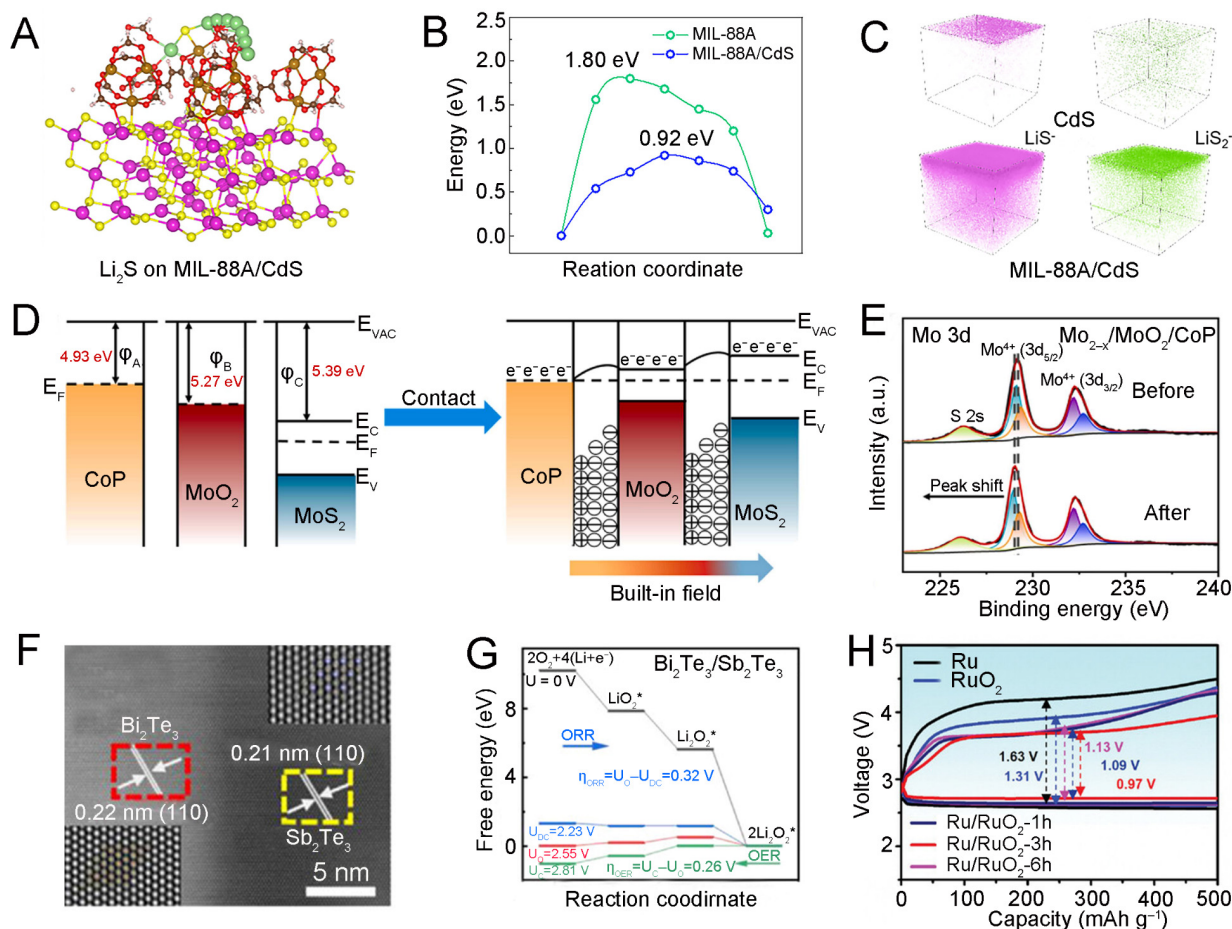 A
Li₂S on MIL-88A/CdS
B
Energy (eV)
2.5
2.0
1.5
1.0
0.5
0.0
MIL-88A
MIL-88A/CdS
1.80 eV
0.92 eV
Reation coordinate
C
CdS
LiS⁻
LiS₂⁻
MIL-88A/CdS
D
4.93 eV
φA
EF
CoP
φB
5.27 eV
MoO₂
φC
5.39 eV
EVAC
EC
EF
EV
MoS₂
Contact
EVAC
e⁻e⁻e⁻e⁻
e⁻e⁻e⁻e⁻
e⁻e⁻e⁻e⁻
EC
EF
EV
CoP
MoO₂
MoS₂
Built-in field
E
Mo 3d
Mo₂₋ₓ/MoO₂/CoP
Mo⁴⁺ (3d₅/₂)
Mo⁴⁺ (3d₃/₂)
S 2s
Before
Peak shift
After
Intensity (a.u.)
225
230
235
240
Binding energy (eV)
F
Bi₂Te₃
0.22 nm (110)
0.21 nm (110)
Sb₂Te₃
5 nm
G
Free energy (eV)
8
4
0
2O₂+4(Li+e⁻)
U = 0 V
Bi₂Te₃/Sb₂Te₃
LiO₂*
Li₂O₂*
ORR
ηORR=U₀–UDC=0.32 V
2Li₂O₂*
UDC=2.23 V
U₀=2.55 V
UC=2.81 V
ηOER=UC–U₀=0.26 V
OER
Reaction coodirnate
H
Voltage (V)
5
4
3
2
1
Ru
RuO₂
1.63 V
1.31 V
1.13 V
1.09 V
0.97 V
Ru/RuO₂-1h
Ru/RuO₂-3h
Ru/RuO₂-6h
0
100
200
300
400
500
Capacity (mAh g⁻¹)